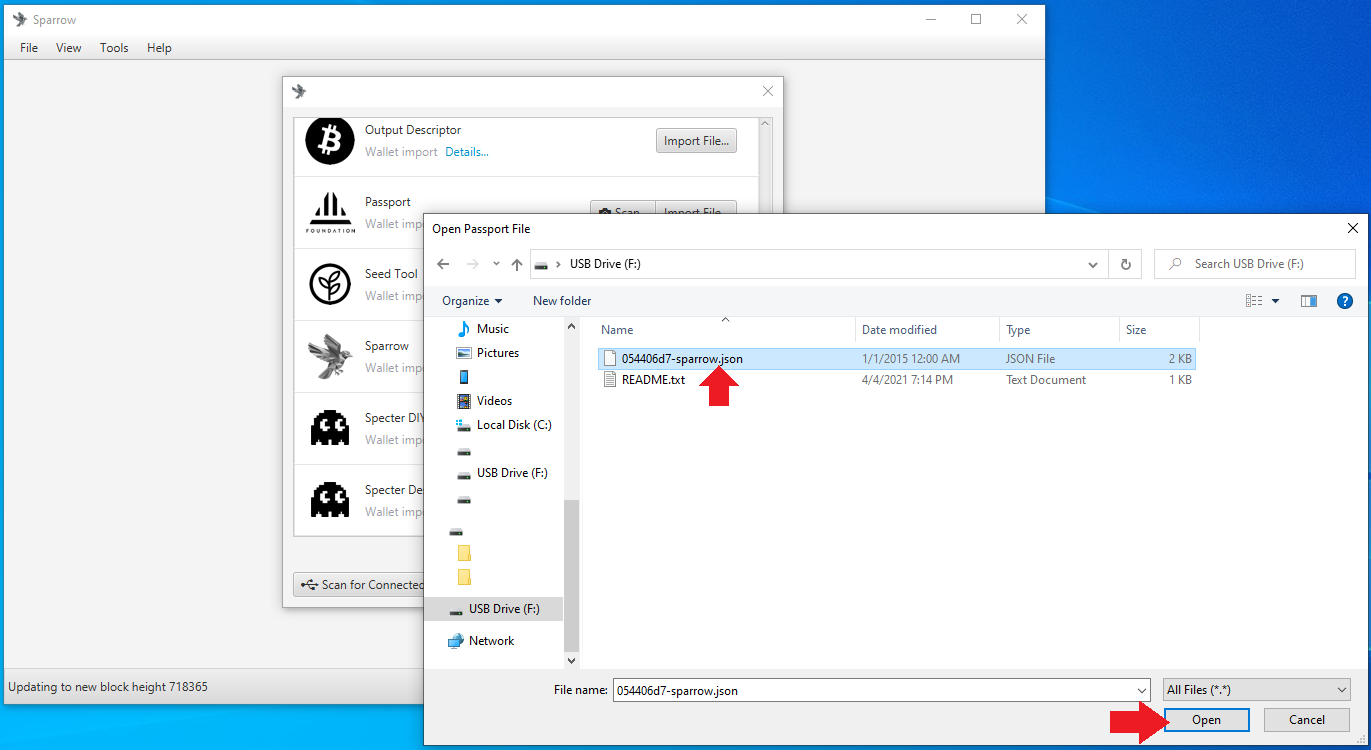 Sparrow
File View Tools Help
Output Descriptor
Wallet import Details...
Import File...
Passport
Wallet impo
Scan... Import File...
FOUNDATION
Seed Tool
Wallet impo
Sparrow
Wallet impo
Specter DIY
Wallet impo
Specter De
Wallet impo
Scan for Connected
Updating to new block height 718365
Open Passport File
USB Drive (F:)
Search USB Drive (F:)
Organize New folder
Music
Pictures
Videos
Local Disk (C:)
USB Drive (F:)
USB Drive (F:)
Network
Name Date modified Type Size
054406d7-sparrow.json 1/1/2015 12:00 AM JSON File 2 KB
README.txt 4/4/2021 7:14 PM Text Document 1 KB
File name: 054406d7-sparrow.json All Files (*.*)
Open Cancel